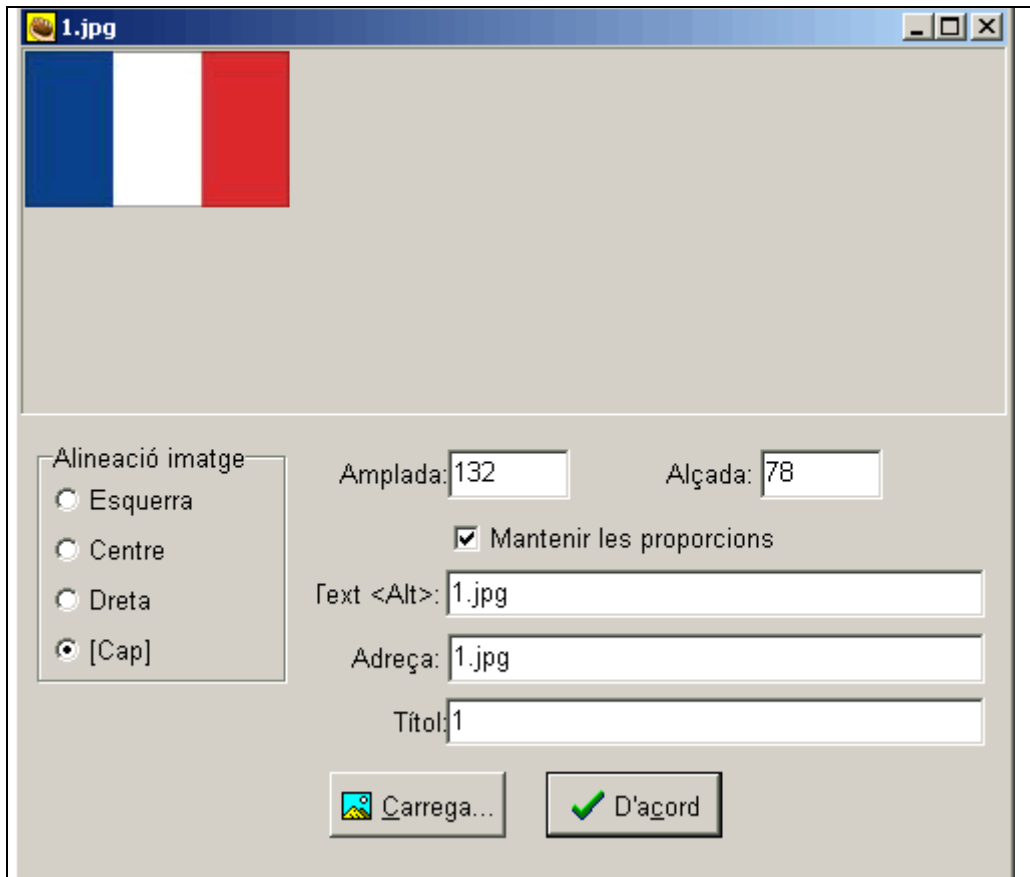 1.jpg
Alineació imatge
Esquerra
Centre
Dreta
[Cap]
Amplada: 132 Alçada: 78
Mantenir les proporcions
Text <Alt>: 1.jpg
Adreça: 1.jpg
Títol: 1
Carrega... D'acord